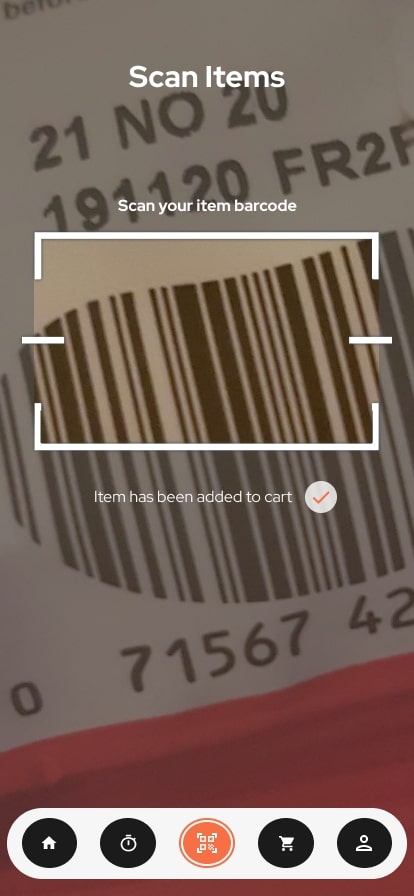 Scan Items
21 NO 20
191120 FR2F
Scan your item barcode
Item has been added to cart
0 71567 42